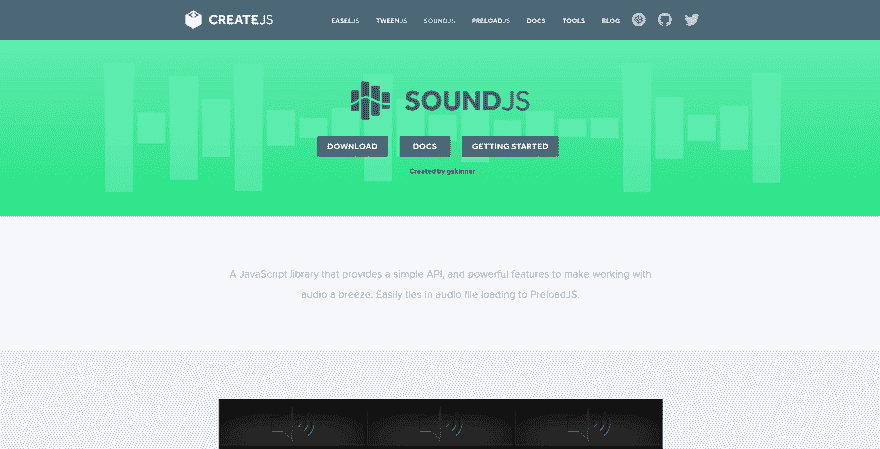 CREATEJS
EASELJS TWEENJS SOUNDJS PRELOADJS DOCS TOOLS BLOG
SOUNDJS
DOWNLOAD DOCS GETTING STARTED
Created by gskinner
A JavaScript library that provides a simple API, and powerful features to make working with
audio a breeze. Easily ties in audio file loading to PreloadJS.